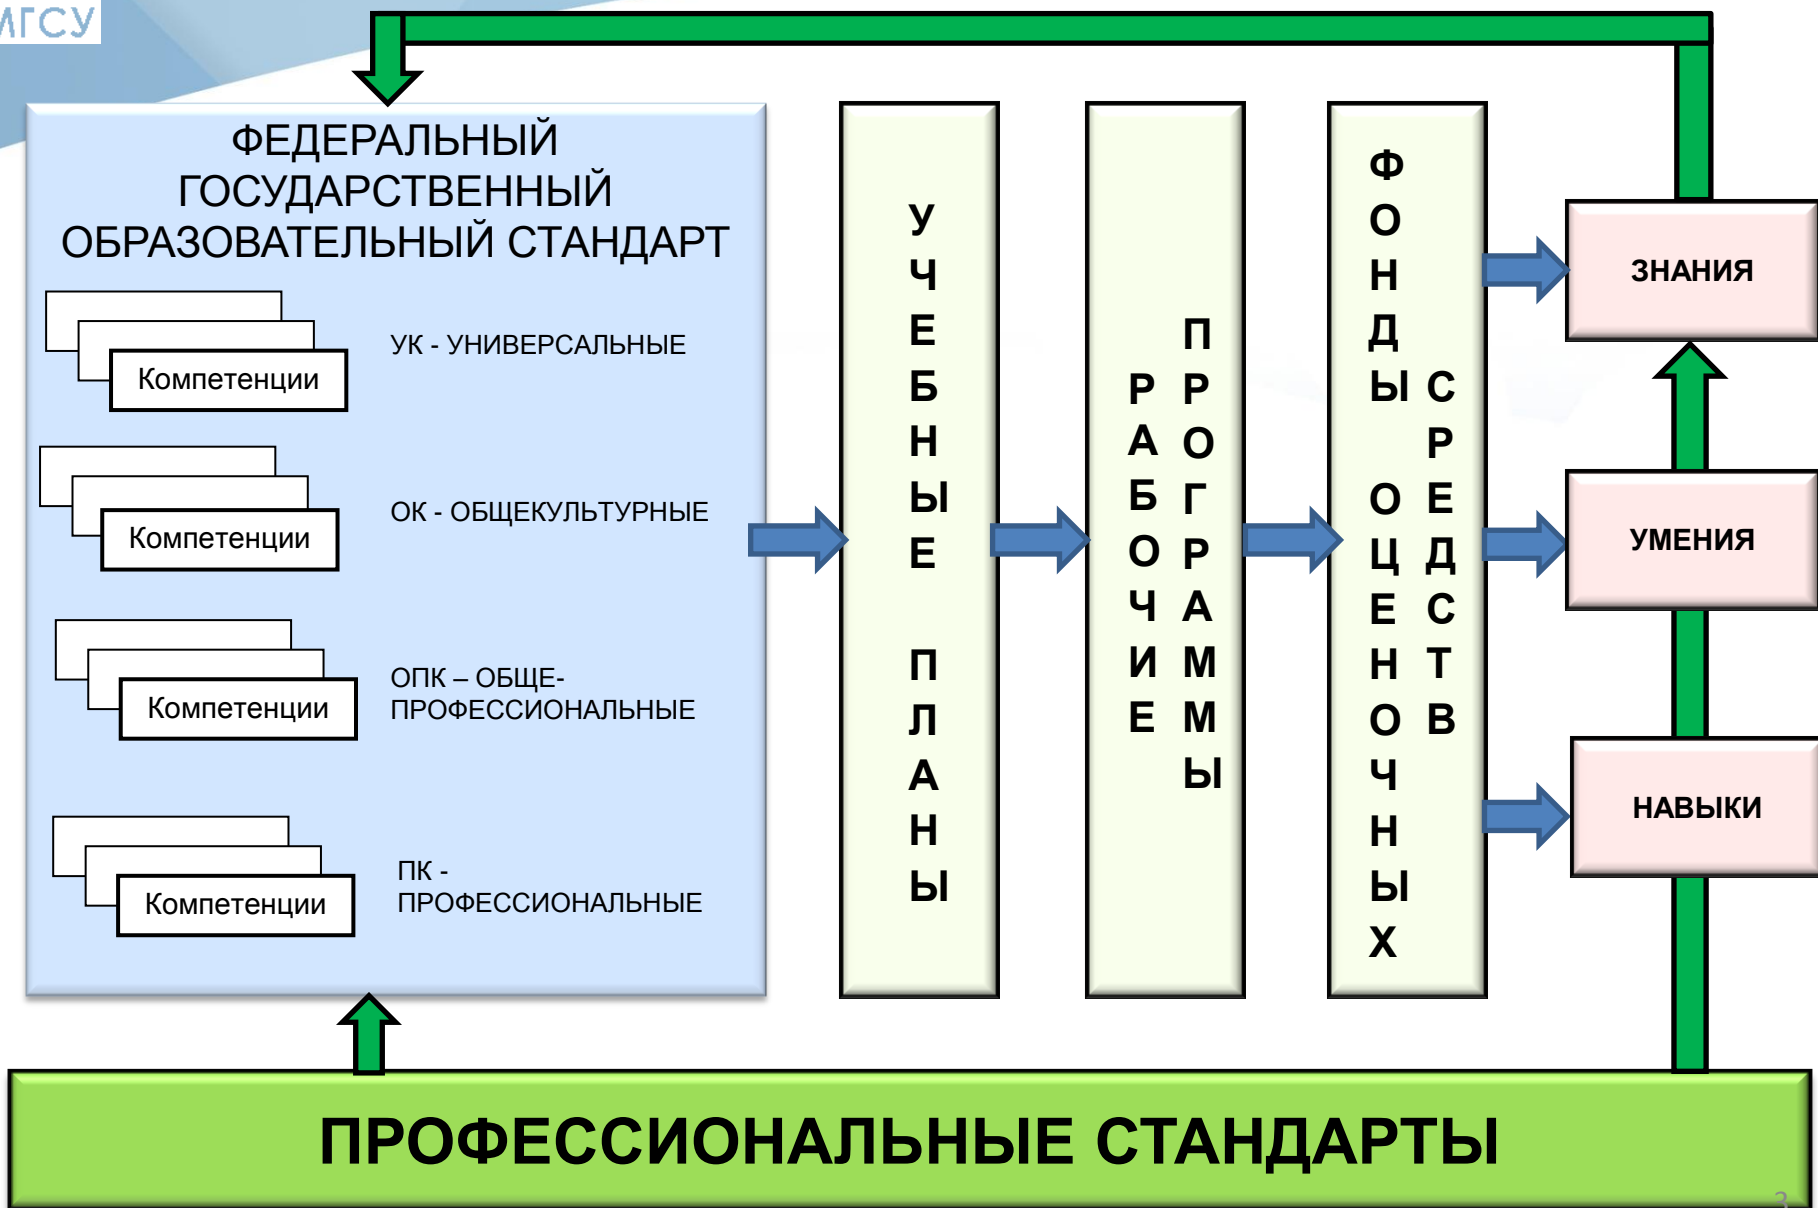 МГСУ
ФЕДЕРАЛЬНЫЙ
ГОСУДАРСТВЕННЫЙ
ОБРАЗОВАТЕЛЬНЫЙ СТАНДАРТ
Компетенции
УК - УНИВЕРСАЛЬНЫЕ
Компетенции
ОК - ОБЩЕКУЛЬТУРНЫЕ
Компетенции
ОПК – ОБЩЕ-
ПРОФЕССИОНАЛЬНЫЕ
Компетенции
ПК -
ПРОФЕССИОНАЛЬНЫЕ
УЧЕБНЫЕ ПЛАНЫ
РАБОЧИЕ
ПРОГРАММЫ
ФОНДЫ ОЦЕНОЧНЫХ
СРЕДСТВ
ЗНАНИЯ
УМЕНИЯ
НАВЫКИ
ПРОФЕССИОНАЛЬНЫЕ СТАНДАРТЫ
3